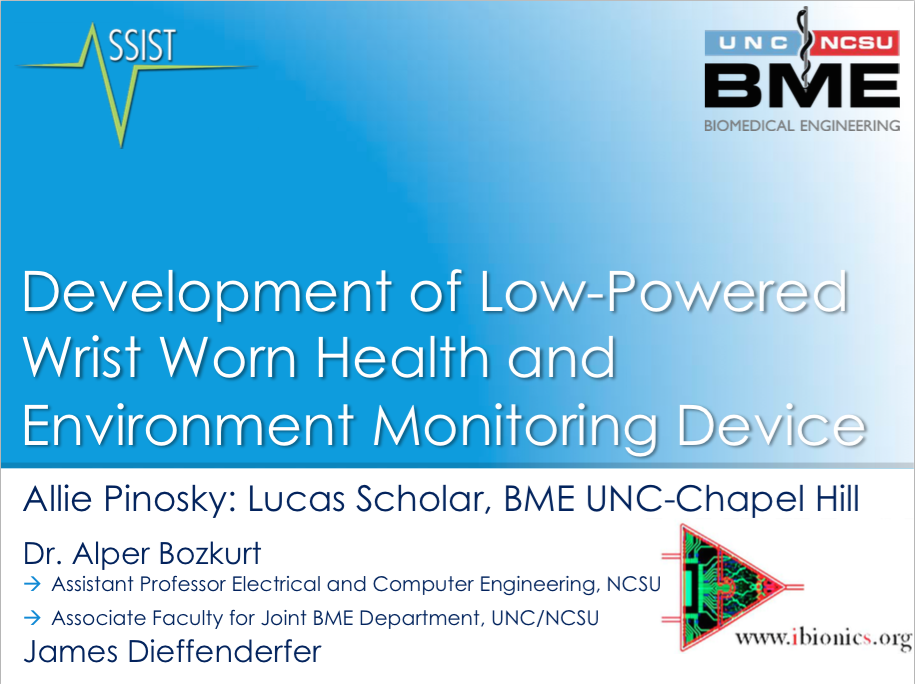 ASSIST
UNC NCSU
BME
BIOMEDICAL ENGINEERING
Development of Low-Powered
Wrist Worn Health and
Environment Monitoring Device
Allie Pinosky: Lucas Scholar, BME UNC-Chapel Hill
Dr. Alper Bozkurt
→ Assistant Professor Electrical and Computer Engineering, NCSU
→ Associate Faculty for Joint BME Department, UNC/NCSU
James Dieffenderfer
www.ibionics.org